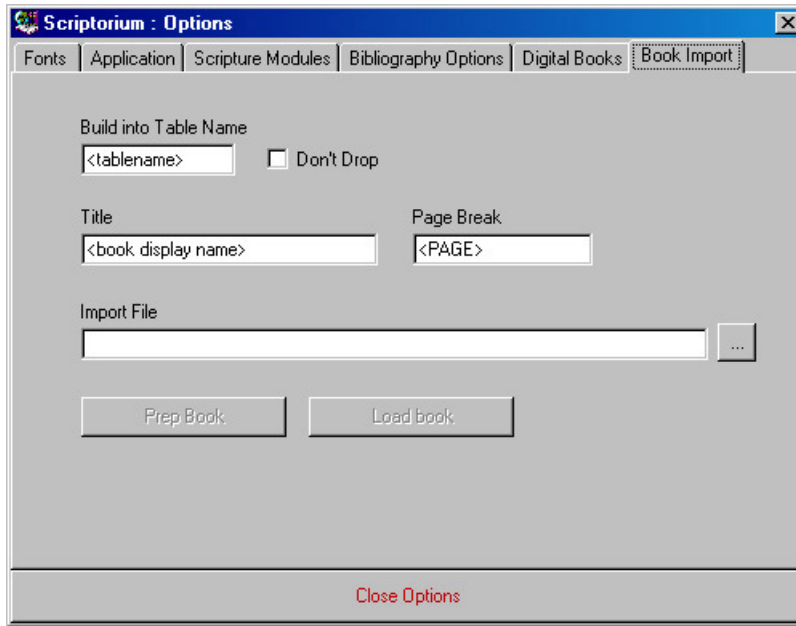 Scriptorium : Options
Fonts Application Scripture Modules Bibliography Options Digital Books Book Import
Build into Table Name
<tablename> Don't Drop
Title Page Break
<book display name> <PAGE>
Import File
...
Prep Book Load book
Close Options